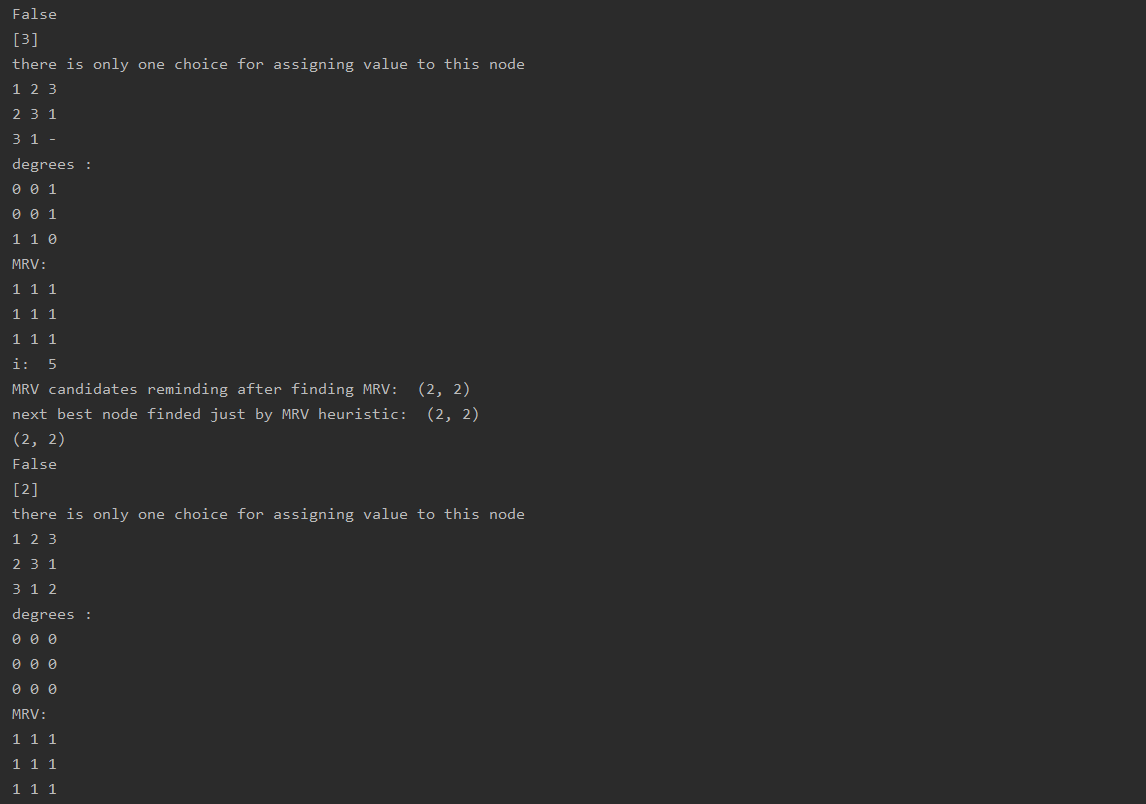 False
[3]
there is only one choice for assigning value to this node
1 2 3
2 3 1
3 1 -
degrees :
0 0 1
0 0 1
1 1 0
MRV:
1 1 1
1 1 1
1 1 1
i:  5
MRV candidates reminding after finding MRV:  (2, 2)
next best node finded just by MRV heuristic:  (2, 2)
(2, 2)
False
[2]
there is only one choice for assigning value to this node
1 2 3
2 3 1
3 1 2
degrees :
0 0 0
0 0 0
0 0 0
MRV:
1 1 1
1 1 1
1 1 1